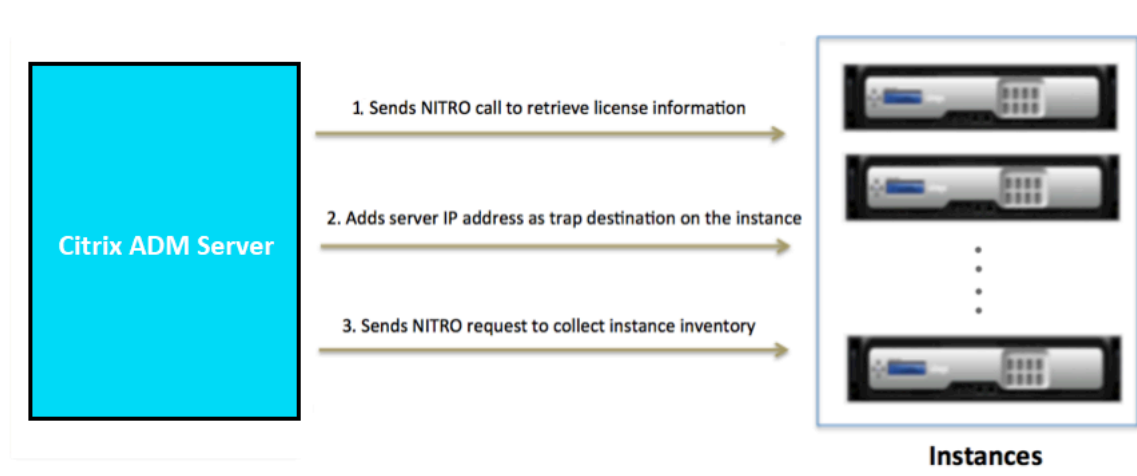 1. Sends NITRO call to retrieve license information
2. Adds server IP address as trap destination on the instance
Citrix ADM Server
3. Sends NITRO request to collect instance inventory
Instances